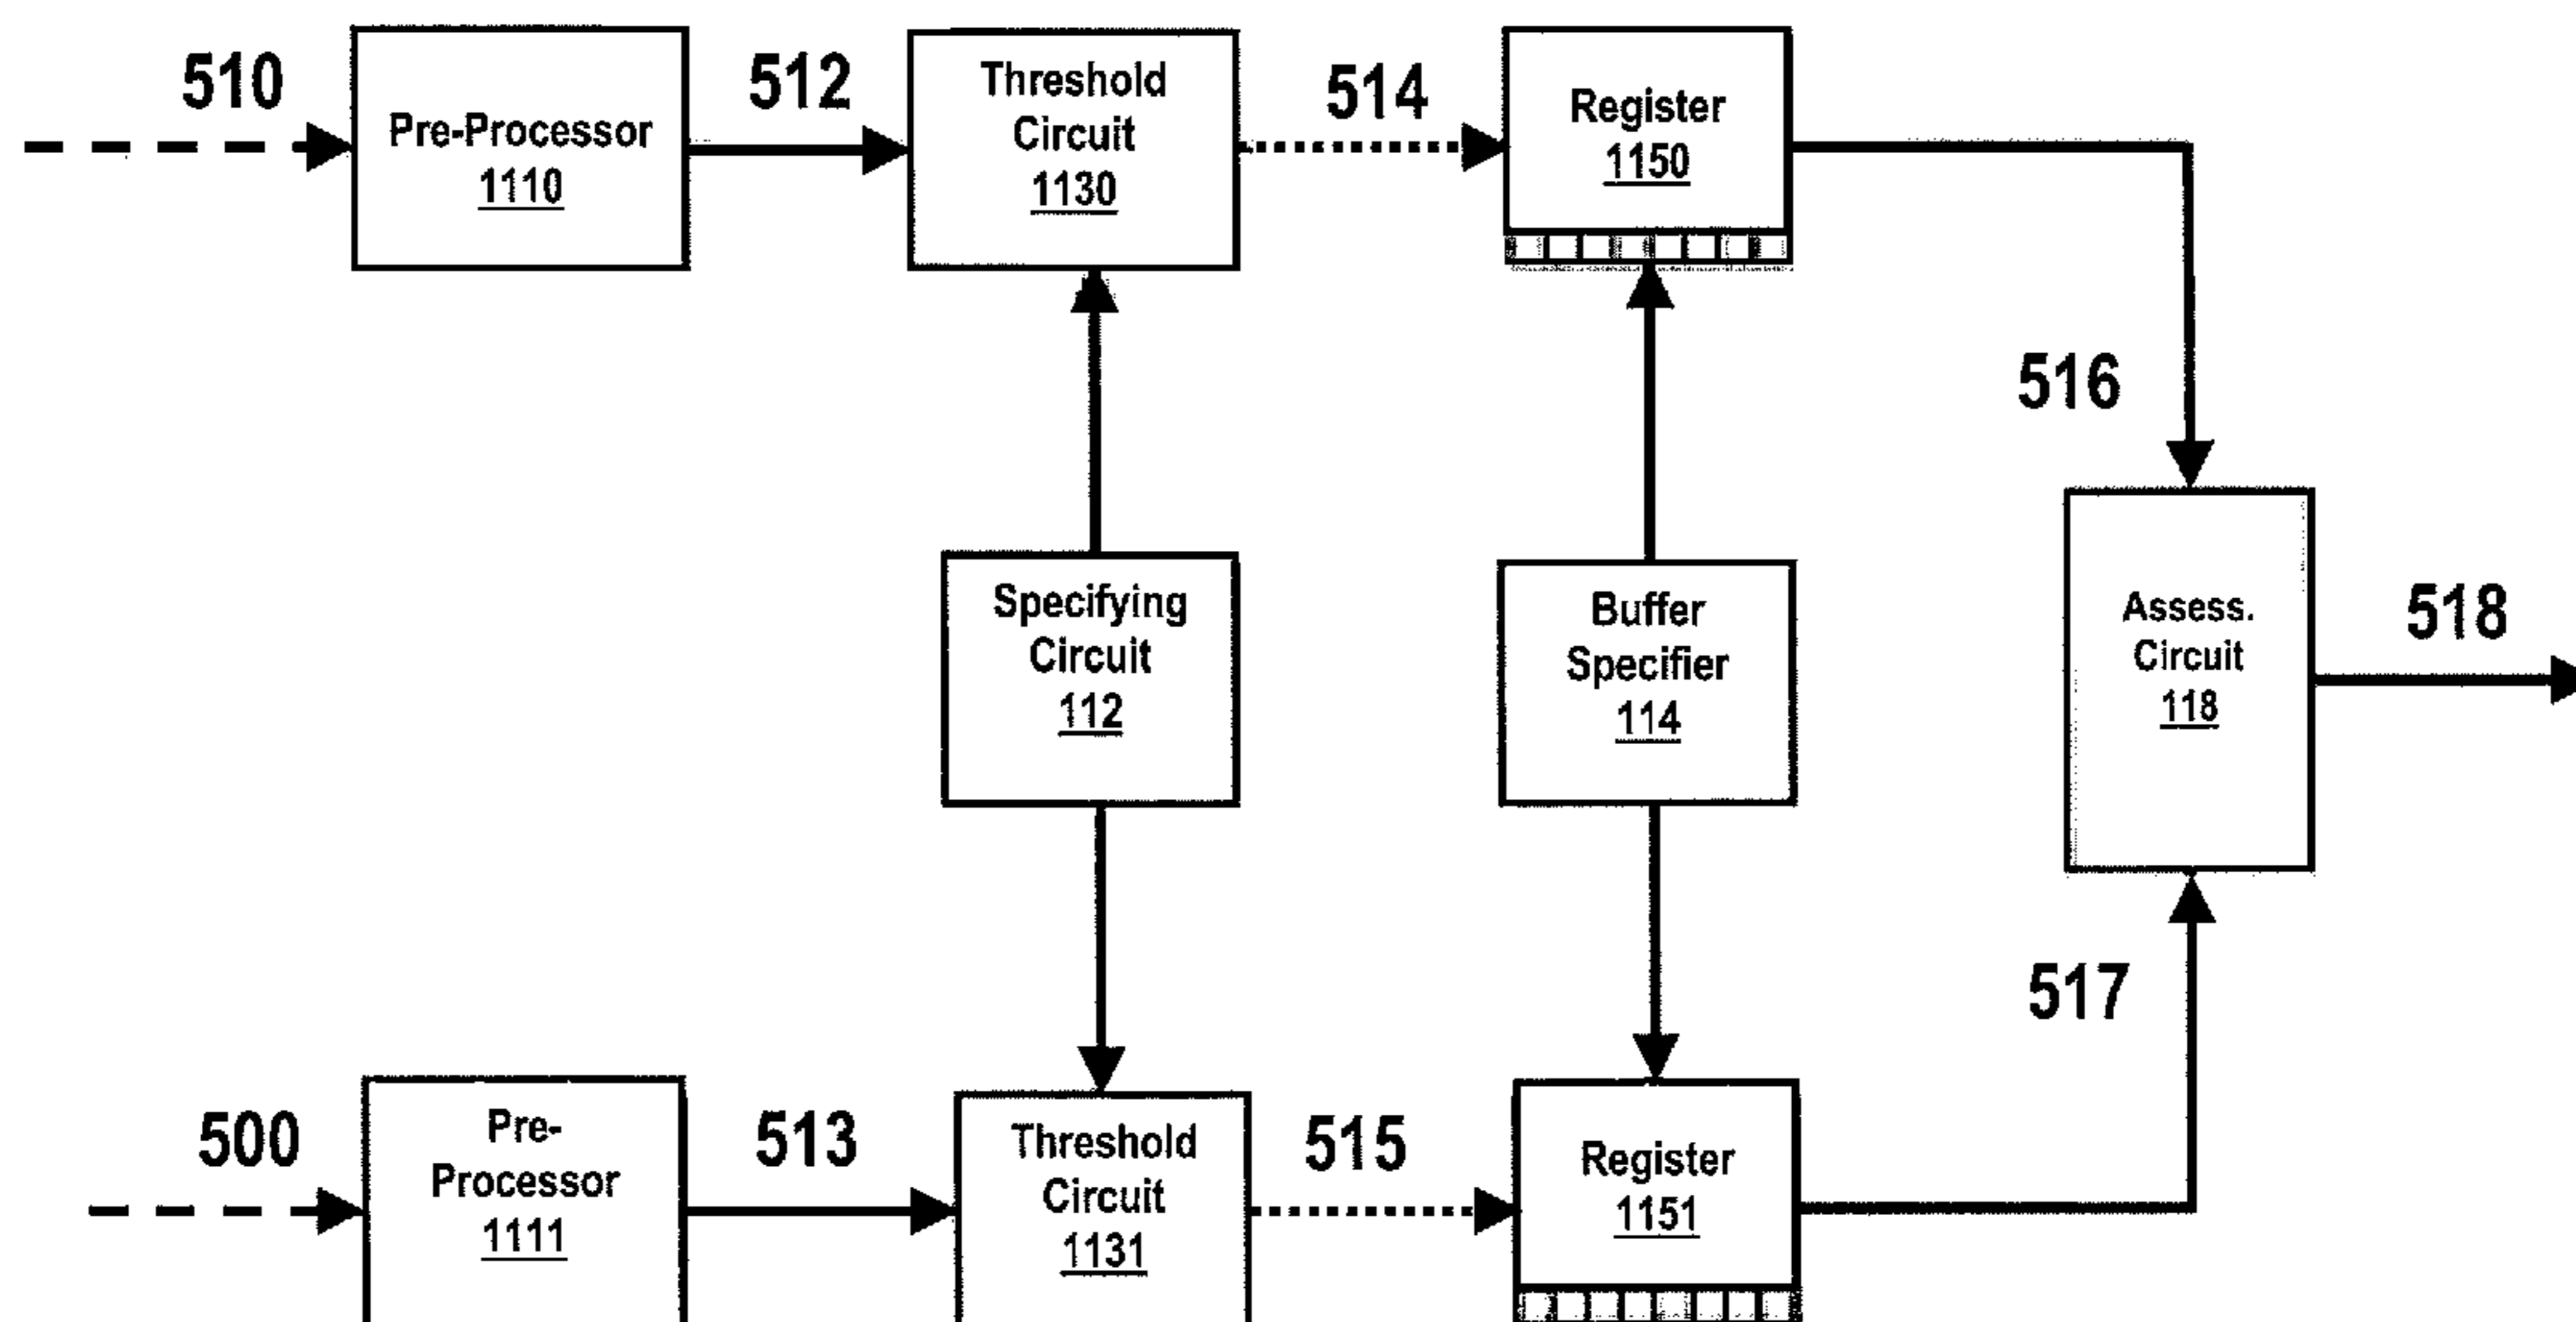 510
Pre-Processor
1110
512
Threshold
Circuit
1130
514
Register
1150
516
Specifying
Circuit
112
Buffer
Specifier
114
Assess.
Circuit
118
518
517
500
Pre-
Processor
1111
513
Threshold
Circuit
1131
515
Register
1151